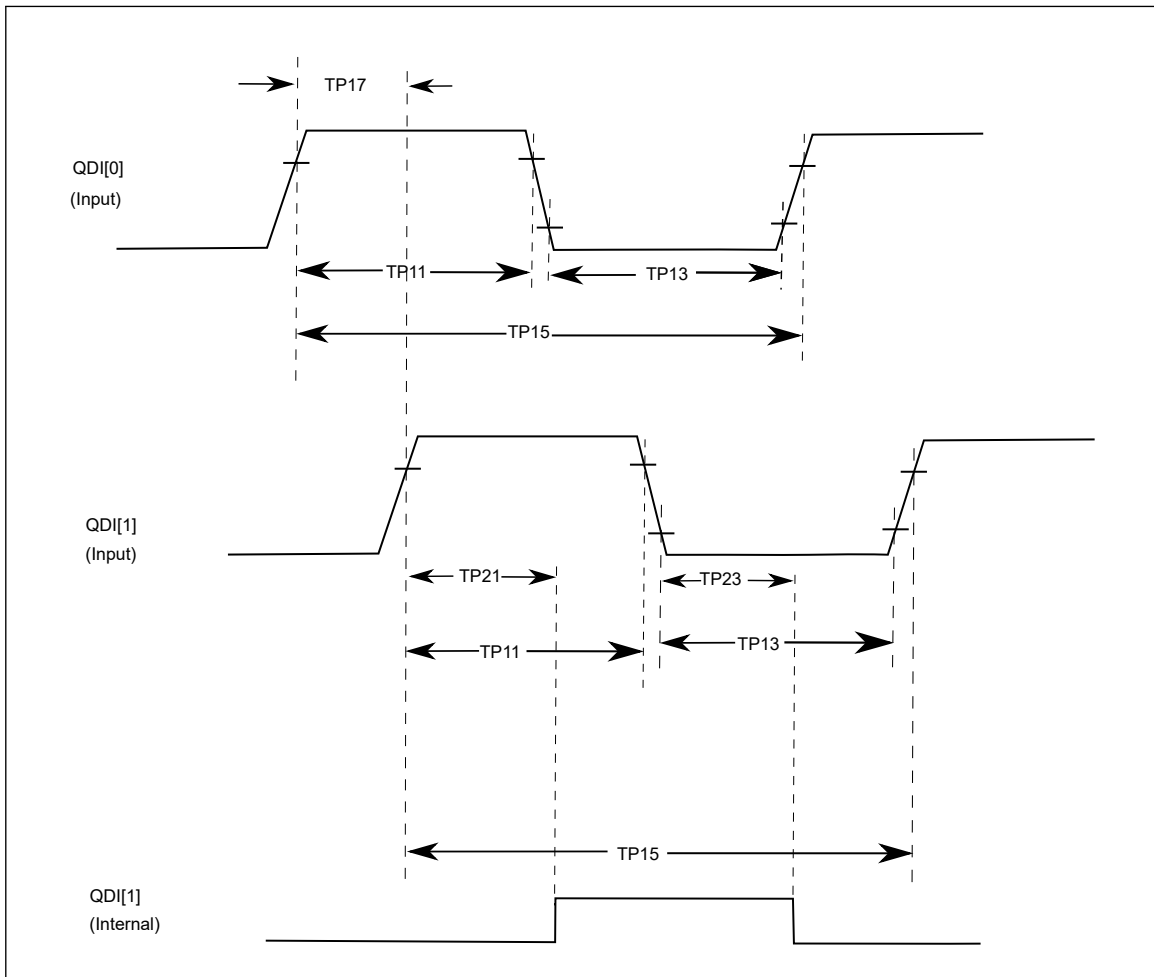 TP17
QDI[0]
(Input)
TP11
TP13
TP15
QDI[1]
(Input)
TP21
TP23
TP11
TP13
TP15
QDI[1]
(Internal)